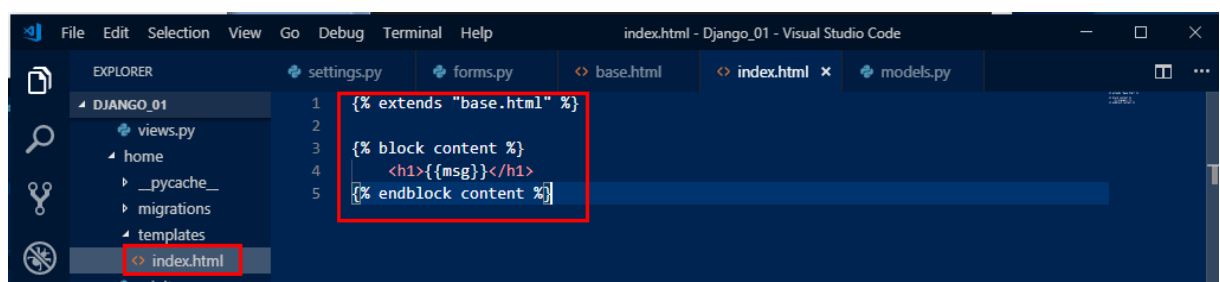 File Edit Selection View Go Debug Terminal Help index.html - Django_01 - Visual Studio Code
EXPLORER settings.py forms.py base.html index.html models.py
DJANGO_01
views.py
home
__pycache__
migrations
templates
index.html
1 {% extends "base.html" %}
2
3 {% block content %}
4 <h1>{{msg}}</h1>
5 {% endblock content %}